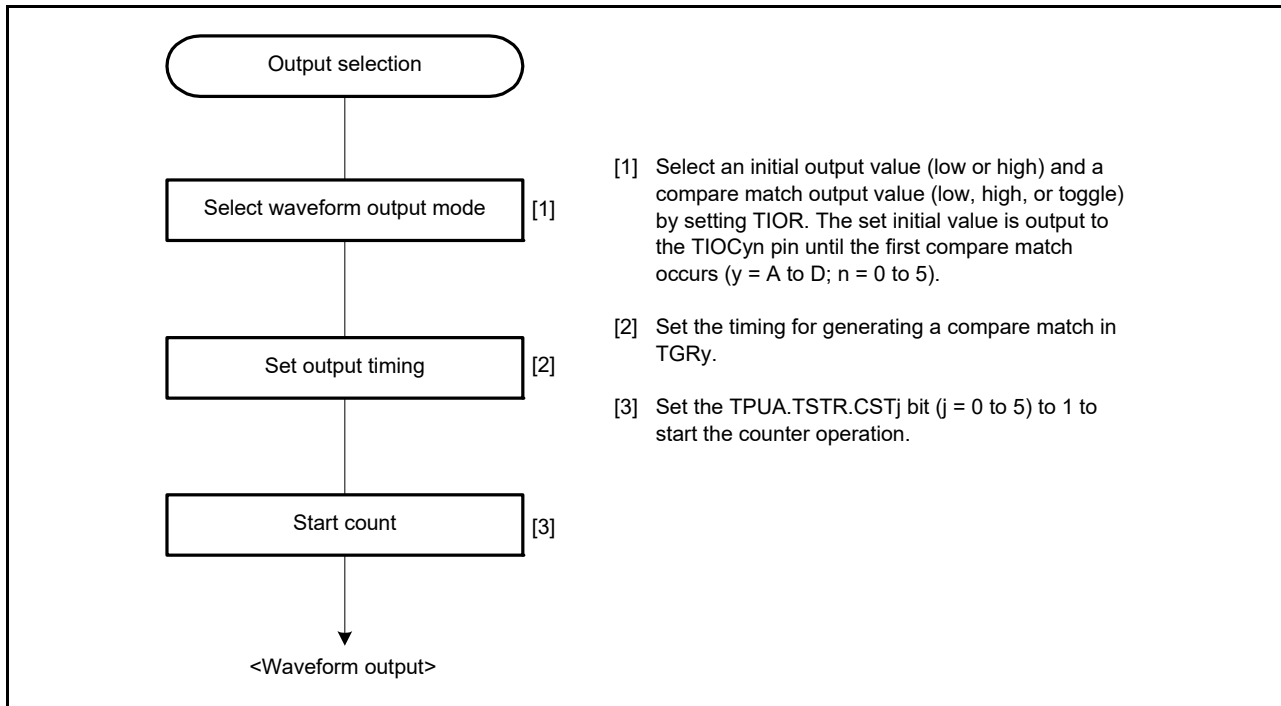 Output selection
Select waveform output mode
[1]
Set output timing
[2]
Start count
[3]
<Waveform output>
[1] Select an initial output value (low or high) and a
compare match output value (low, high, or toggle)
by setting TIOR. The set initial value is output to
the TIOCyn pin until the first compare match
occurs (y = A to D; n = 0 to 5).
[2] Set the timing for generating a compare match in
TGRy.
[3] Set the TPUA.TSTR.CSTj bit (j = 0 to 5) to 1 to
start the counter operation.